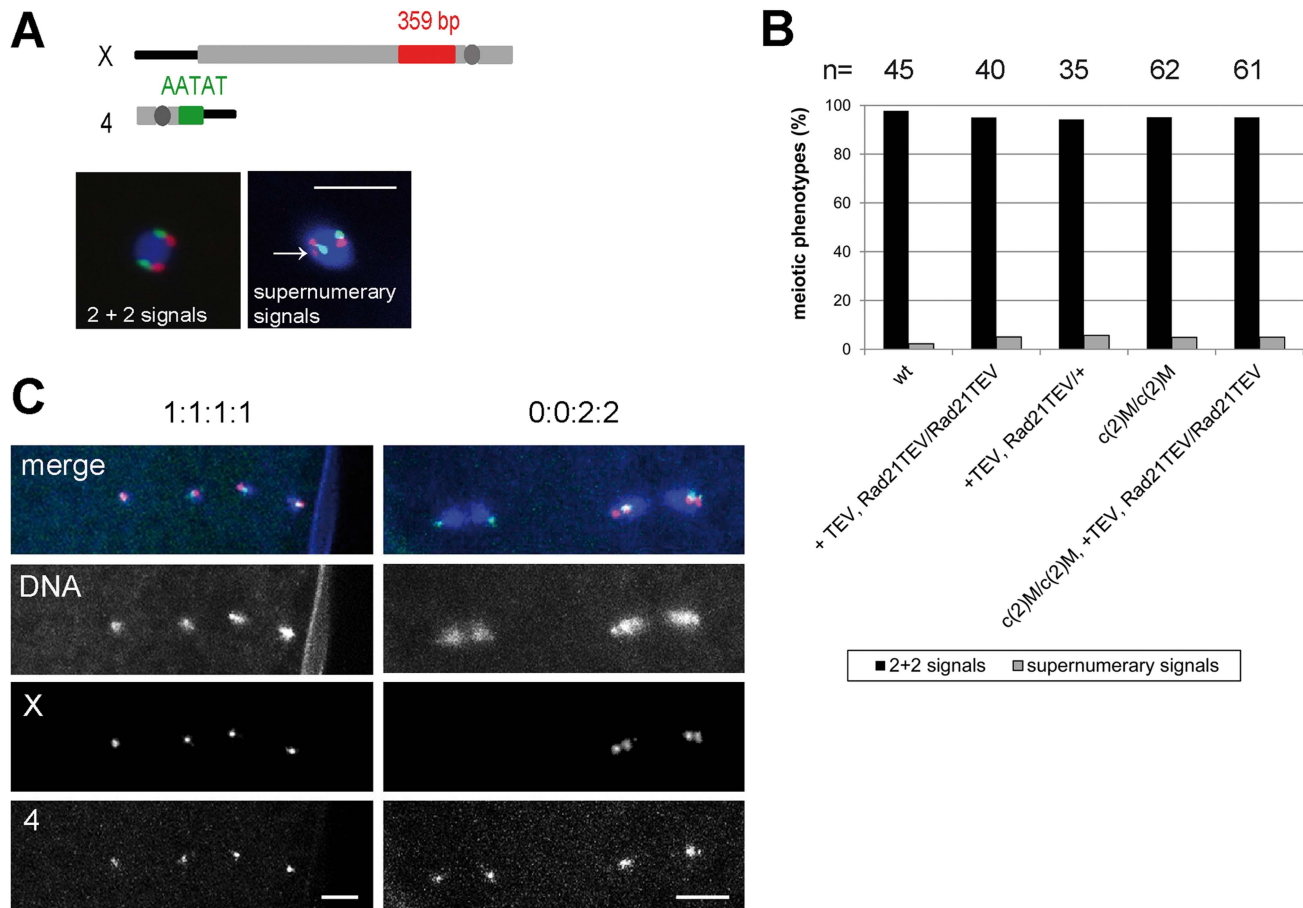 A
359 bp
X
AATAT
4
2 + 2 signals
supernumerary
signals
B
n= 45 40 35 62 61
meiotic phenotypes (%)
100
80
60
40
20
0
wt
+ TEV, Rad21TEV/Rad21TEV
+TEV, Rad21TEV/+
c(2)M/c(2)M
c(2)M/c(2)M, +TEV, Rad21TEV/Rad21TEV
2+2 signals supernumerary signals
C
1:1:1:1 0:0:2:2
merge
DNA
X
4